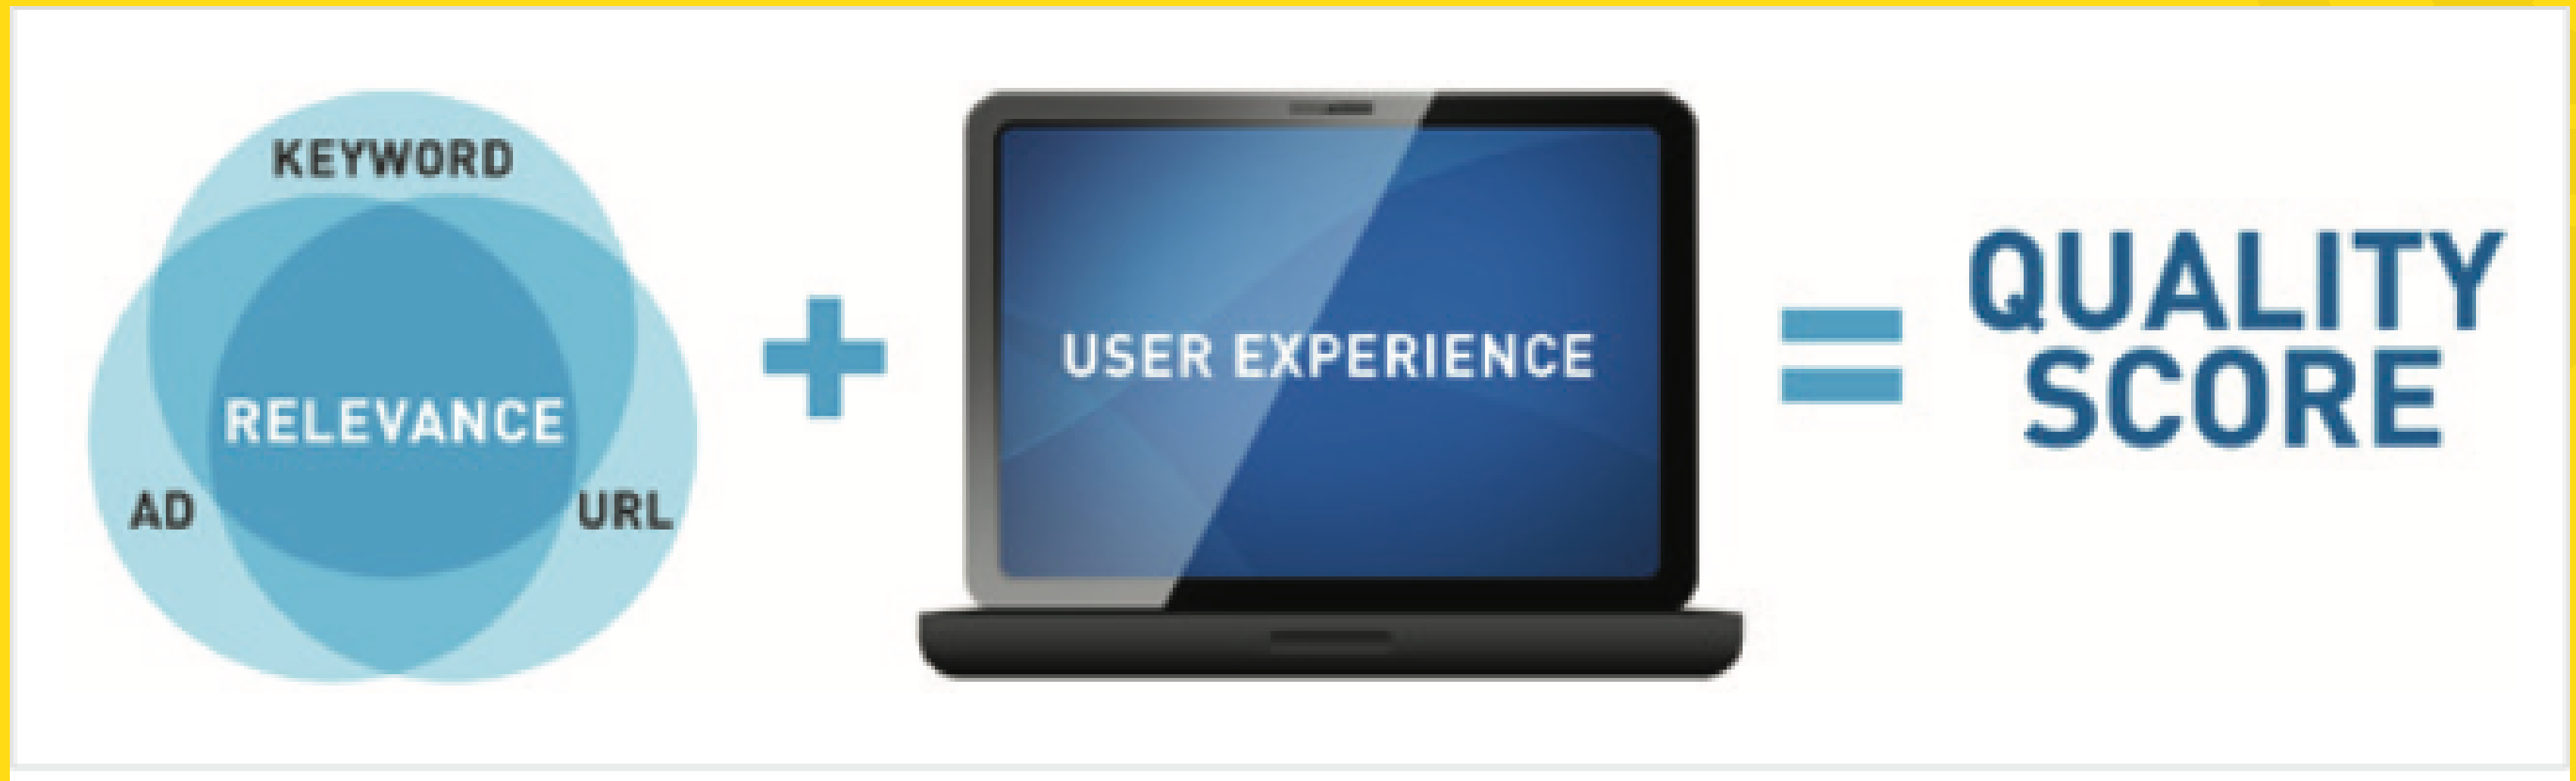 KEYWORD
RELEVANCE
AD
URL
+
USER EXPERIENCE
=
QUALITY
SCORE